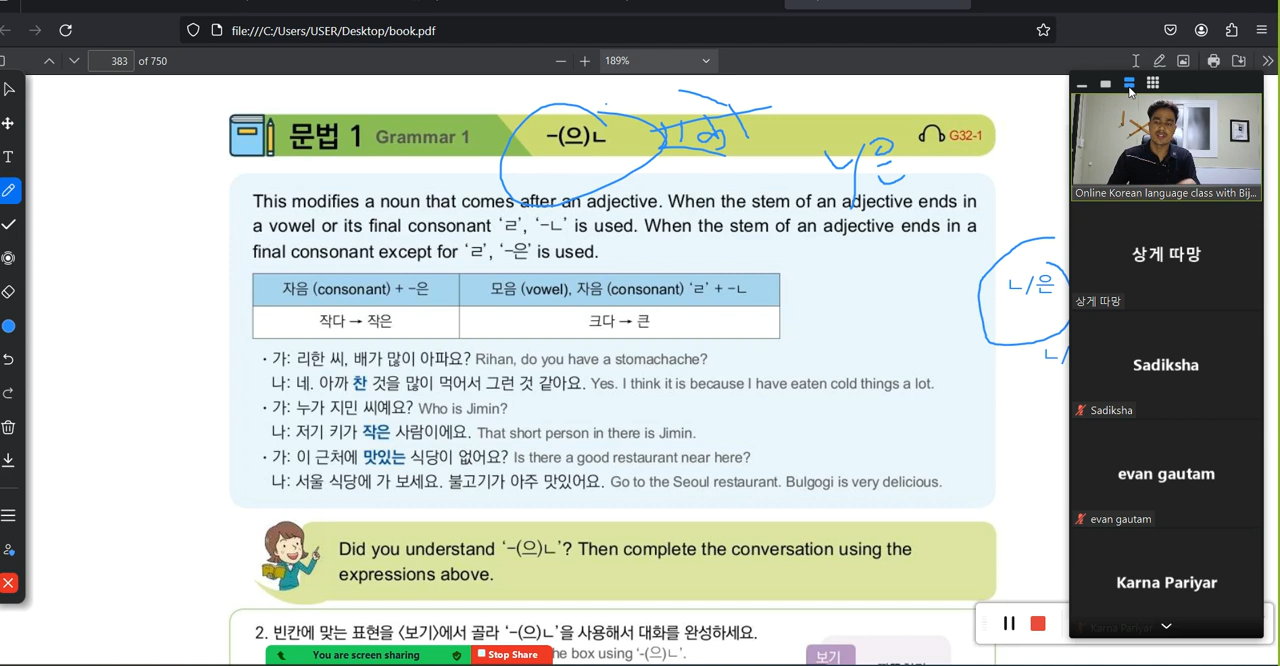 file:///C:/Users/USER/Desktop/book.pdf
383 of 750
189%
문법 1 Grammar 1
-(으)ㄴ
G32-1
ㄴ/은
This modifies a noun that comes after an adjective. When the stem of an adjective ends in
a vowel or its final consonant ‘ㄹ’, ‘-ㄴ’ is used. When the stem of an adjective ends in a
final consonant except for ‘ㄹ’, ‘-은’ is used.
자음 (consonant) + -은
모음 (vowel), 자음 (consonant) ‘ㄹ’ + -ㄴ
작다 → 작은
크다 → 큰
· 가: 리한 씨, 배가 많이 아파요? Rihan, do you have a stomachache?
나: 네. 아까 찬 것을 많이 먹어서 그런 것 같아요. Yes. I think it is because I have eaten cold things a lot.
· 가: 누가 지민 씨예요? Who is Jimin?
나: 저기 키가 작은 사람이에요. That short person in there is Jimin.
· 가: 이 근처에 맛있는 식당이 없어요? Is there a good restaurant near here?
나: 서울 식당에 가 보세요. 불고기가 아주 맛있어요. Go to the Seoul restaurant. Bulgogi is very delicious.
ㄴ/은
ㄴ/
Did you understand ‘-(으)ㄴ’? Then complete the conversation using the
expressions above.
2. 빈칸에 맞는 표현을 〈보기〉에서 골라 ‘-(으)ㄴ’을 사용해서 대화를 완성하세요.
he box using ‘-(으)ㄴ’.
보기
You are screen sharing
Stop Share
Online Korean language class with Bij...
상게 따망
상게 따망
Sadiksha
Sadiksha
evan gautam
evan gautam
Karna Pariyar
Karna Pariyar